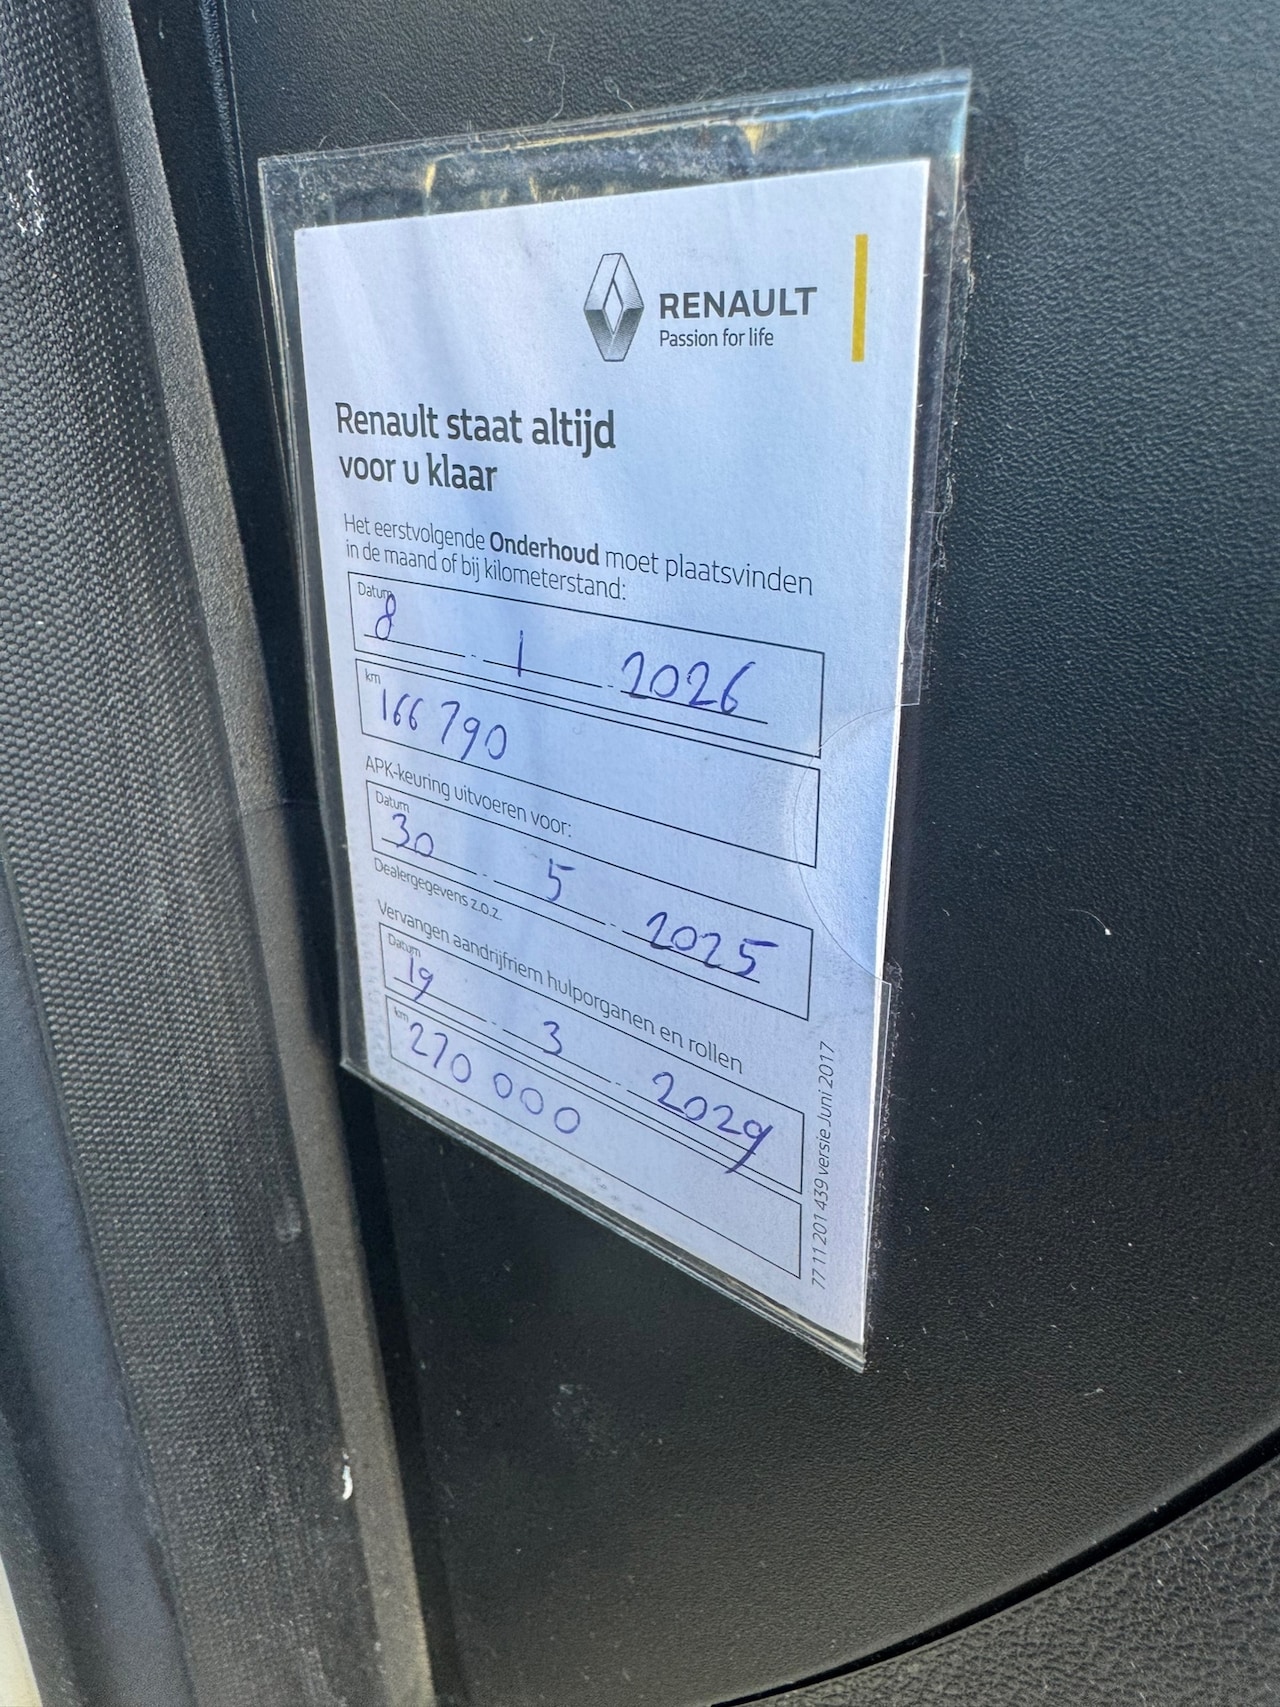 RENAULT
Passion for life
Renault staat altijd
voor u klaar
Het eerstvolgende Onderhoud moet plaatsvinden
in de maand of bij kilometerstand:
Datum
8 - 1 - 2026
km
166 790
APK-keuring uitvoeren voor:
Datum
30 - 5 - 2025
Dealergegevens z.o.z.
Vervangen aandrijfriem hulporganen en rollen
Datum
19 - 3 - 2029
km
270 000
77 11 201 439 versie Juni 2017